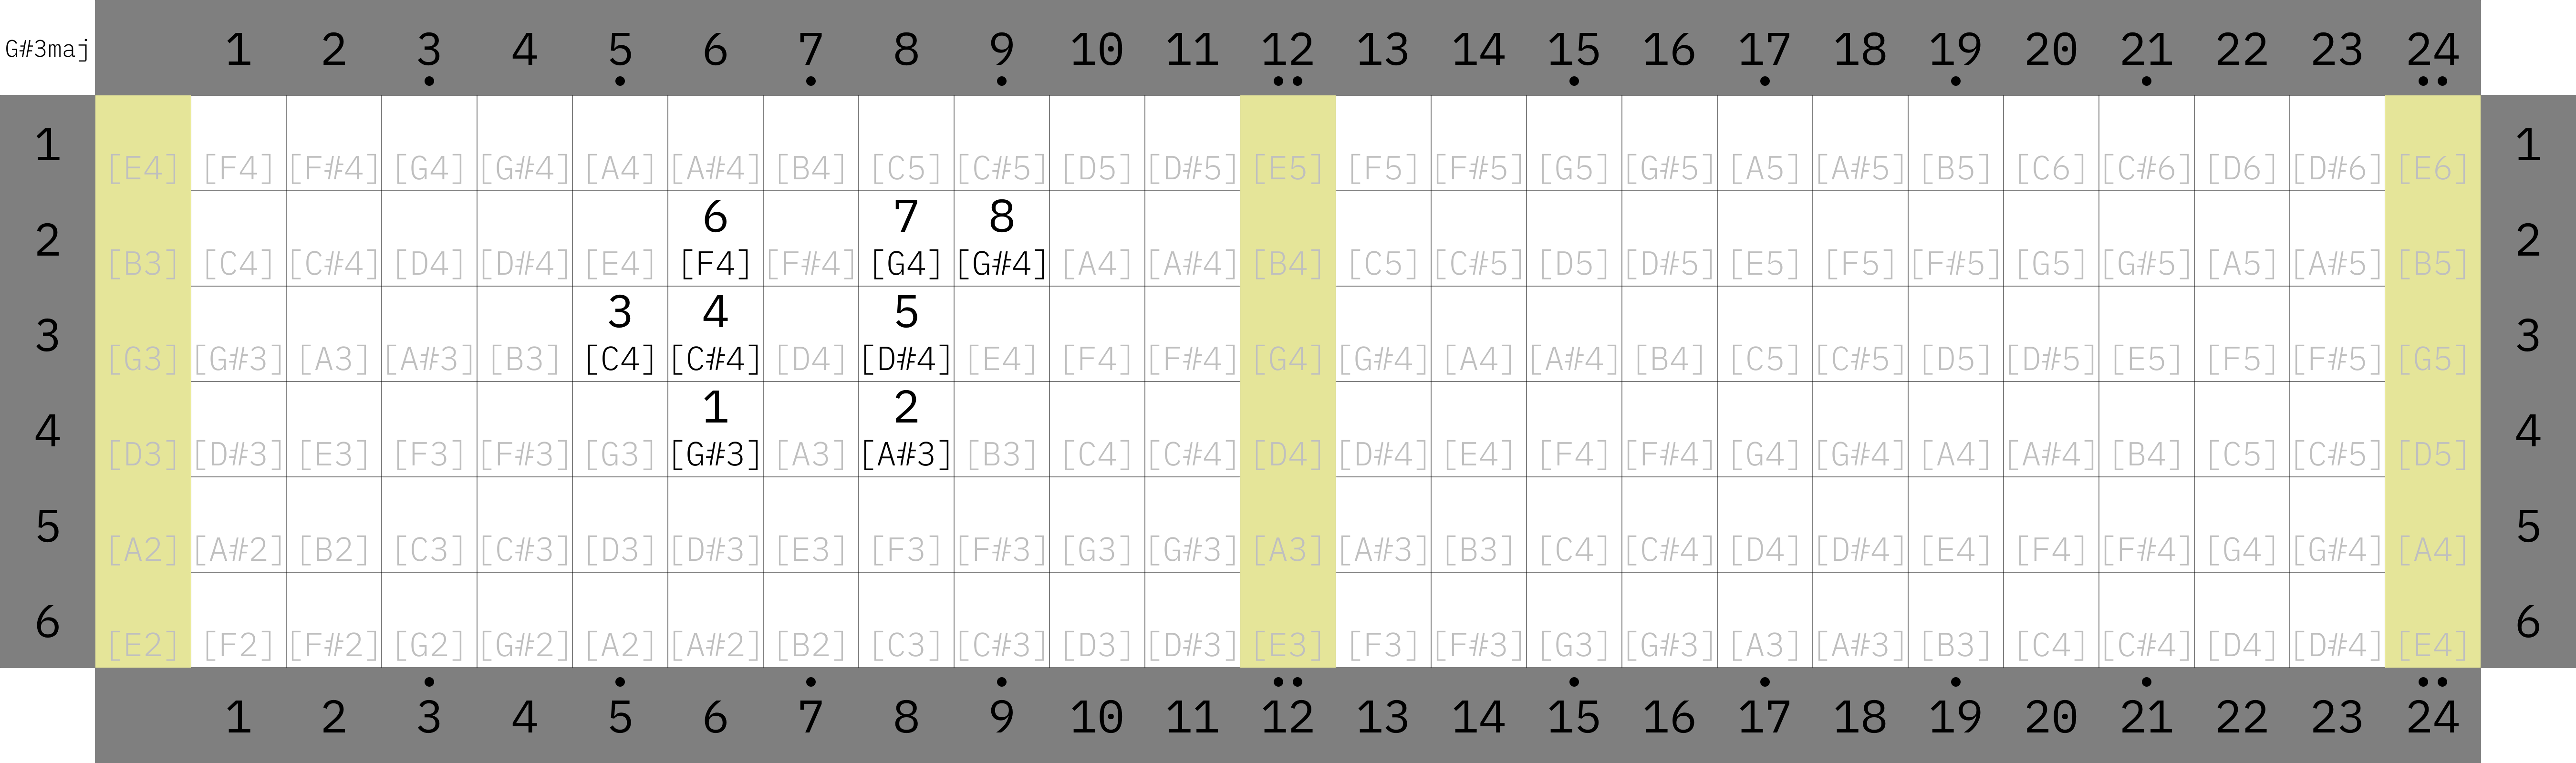 G#3maj 1 2 3 4 5 6 7 8 9 10 11 12 13 14 15 16 17 18 19 20 21 22 23 24
1 [E4] [F4] [F#4] [G4] [G#4] [A4] [A#4] [B4] [C5] [C#5] [D5] [D#5] [E5] [F5] [F#5] [G5] [G#5] [A5] [A#5] [B5] [C6] [C#6] [D6] [D#6] [E6] 1
6 7 8
2 [B3] [C4] [C#4] [D4] [D#4] [E4] [F4] [F#4] [G4] [G#4] [A4] [A#4] [B4] [C5] [C#5] [D5] [D#5] [E5] [F5] [F#5] [G5] [G#5] [A5] [A#5] [B5] 2
3 4 5
3 [G3] [G#3] [A3] [A#3] [B3] [C4] [C#4] [D4] [D#4] [E4] [F4] [F#4] [G4] [G#4] [A4] [A#4] [B4] [C5] [C#5] [D5] [D#5] [E5] [F5] [F#5] [G5] 3
1 2
4 [D3] [D#3] [E3] [F3] [F#3] [G3] [G#3] [A3] [A#3] [B3] [C4] [C#4] [D4] [D#4] [E4] [F4] [F#4] [G4] [G#4] [A4] [A#4] [B4] [C5] [C#5] [D5] 4
5 [A2] [A#2] [B2] [C3] [C#3] [D3] [D#3] [E3] [F3] [F#3] [G3] [G#3] [A3] [A#3] [B3] [C4] [C#4] [D4] [D#4] [E4] [F4] [F#4] [G4] [G#4] [A4] 5
6 [E2] [F2] [F#2] [G2] [G#2] [A2] [A#2] [B2] [C3] [C#3] [D3] [D#3] [E3] [F3] [F#3] [G3] [G#3] [A3] [A#3] [B3] [C4] [C#4] [D4] [D#4] [E4] 6
1 2 3 4 5 6 7 8 9 10 11 12 13 14 15 16 17 18 19 20 21 22 23 24